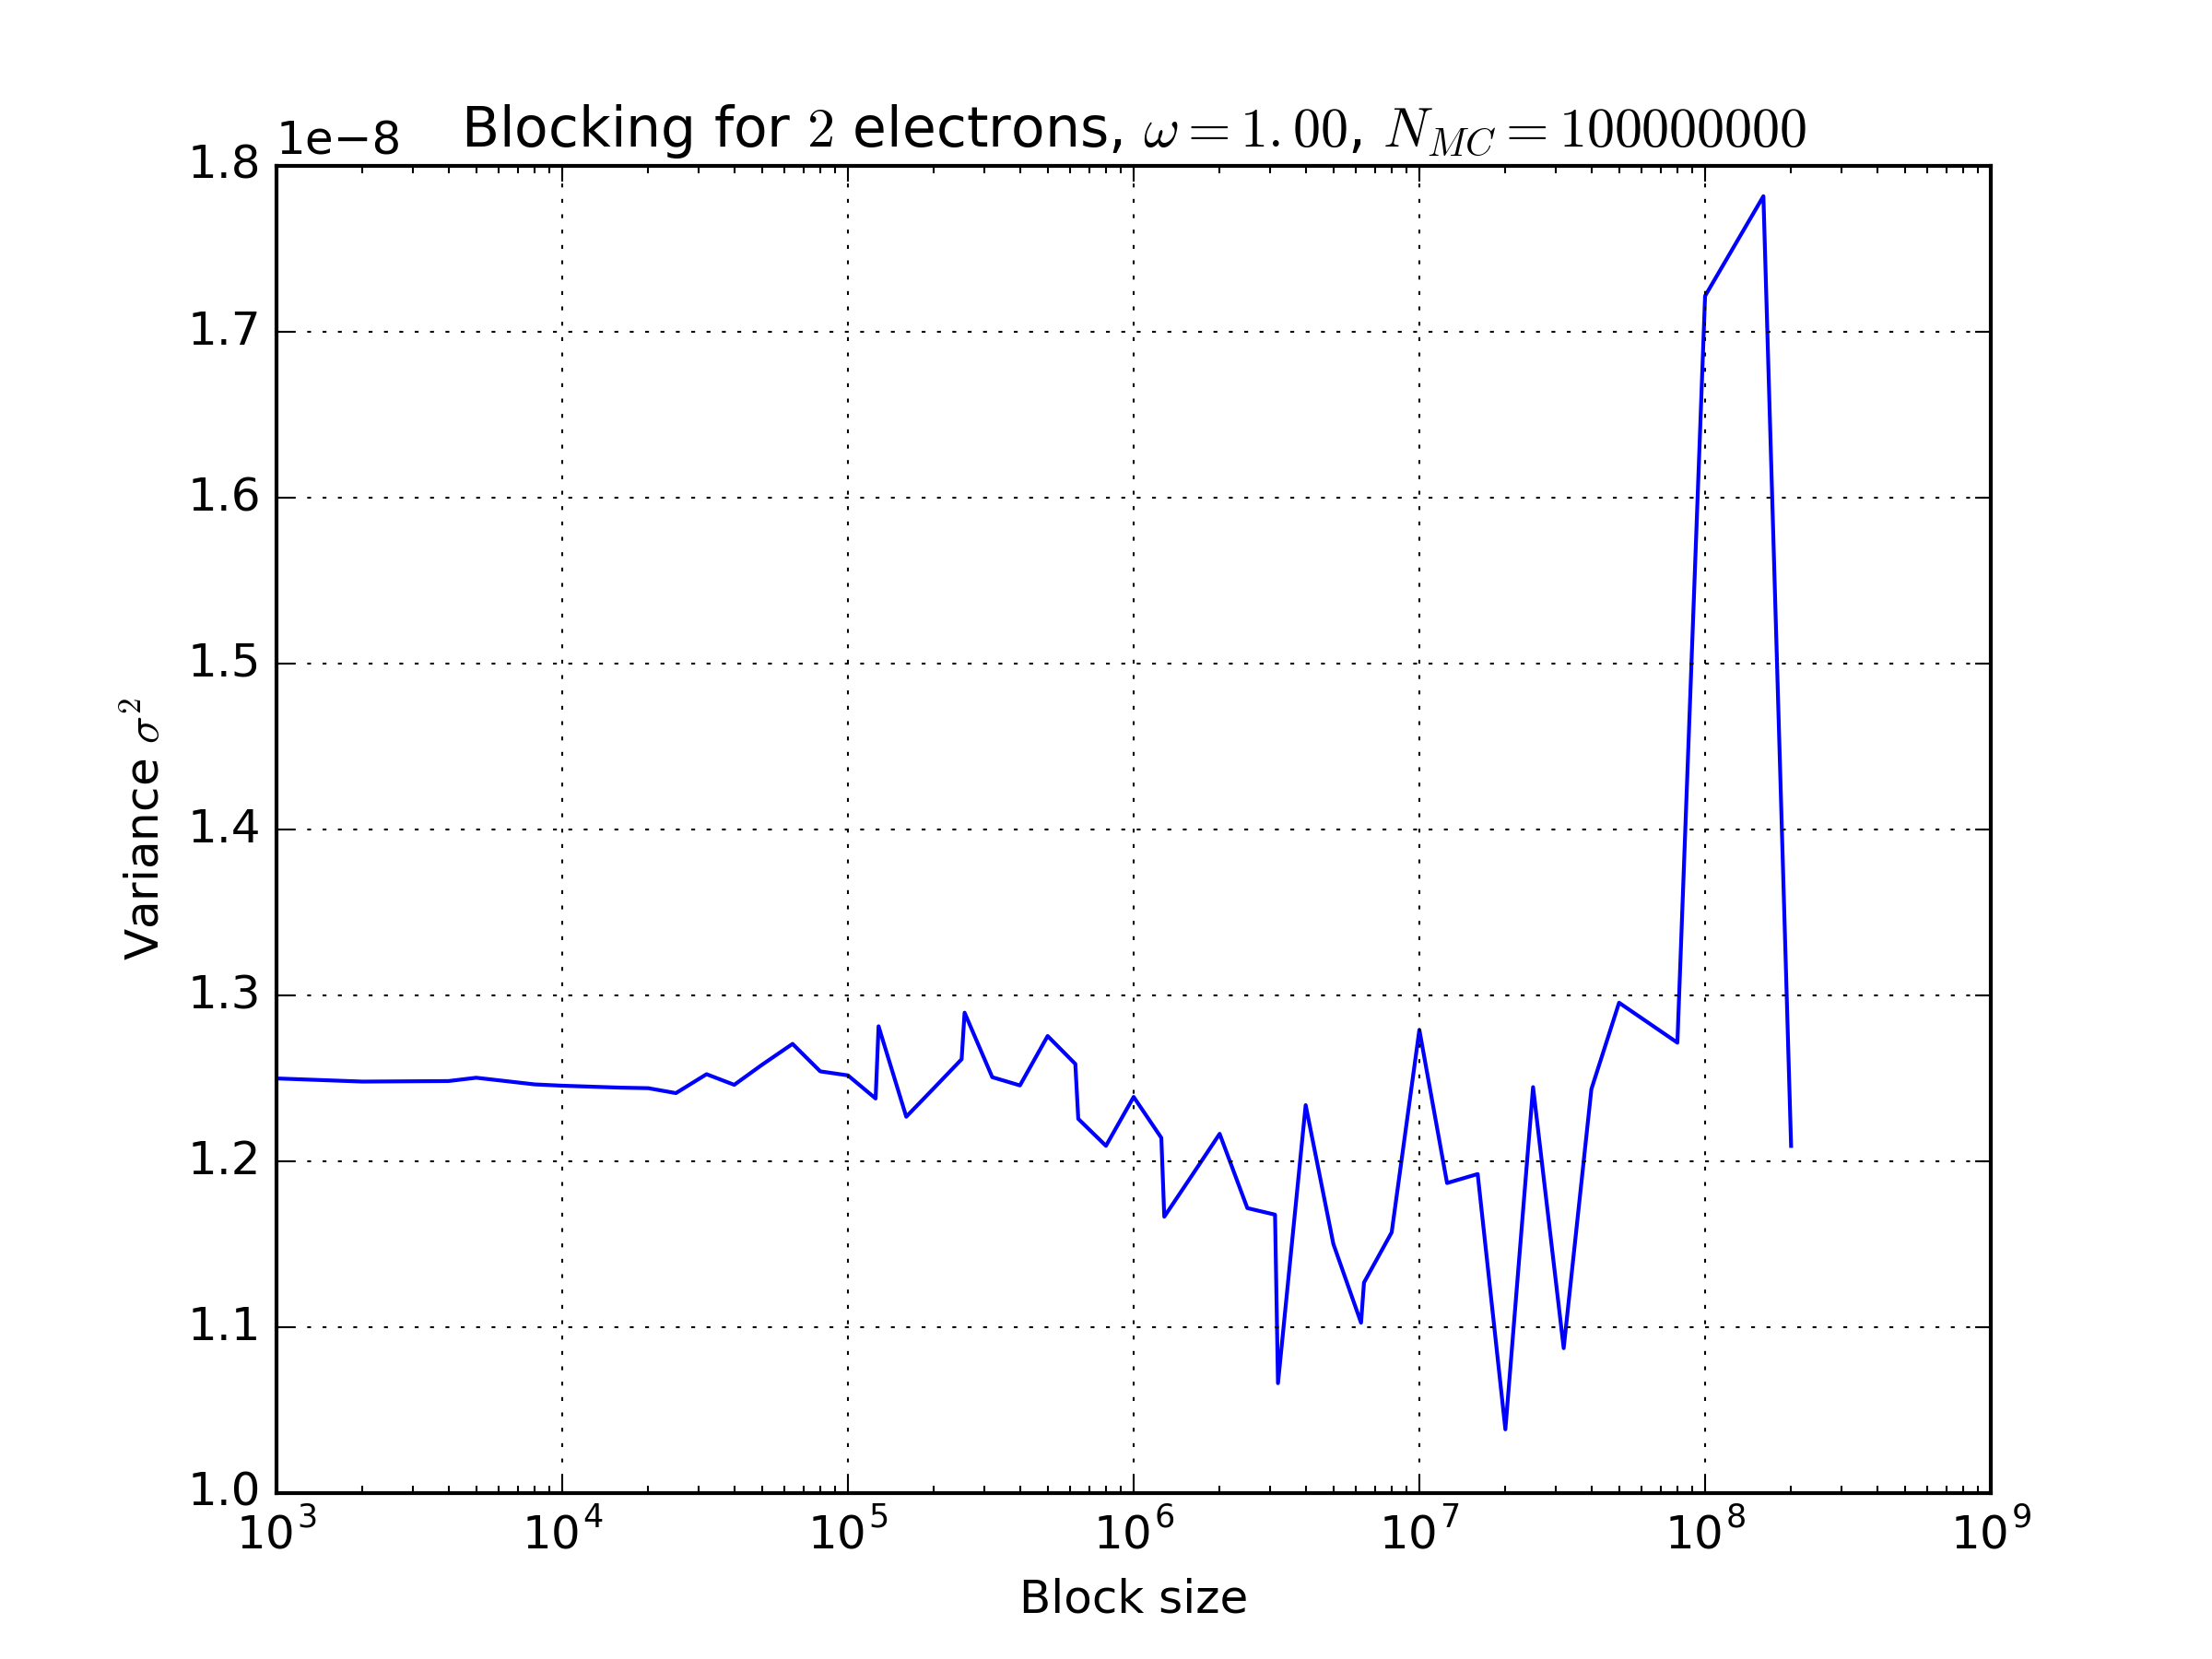 Blocking for 2 electrons, ω = 1.00, N_MC = 100000000
1e−8
1.8
1.7
1.6
1.5
1.4
1.3
1.2
1.1
1.0
Variance σ²
10³ 10⁴ 10⁵ 10⁶ 10⁷ 10⁸ 10⁹
Block size